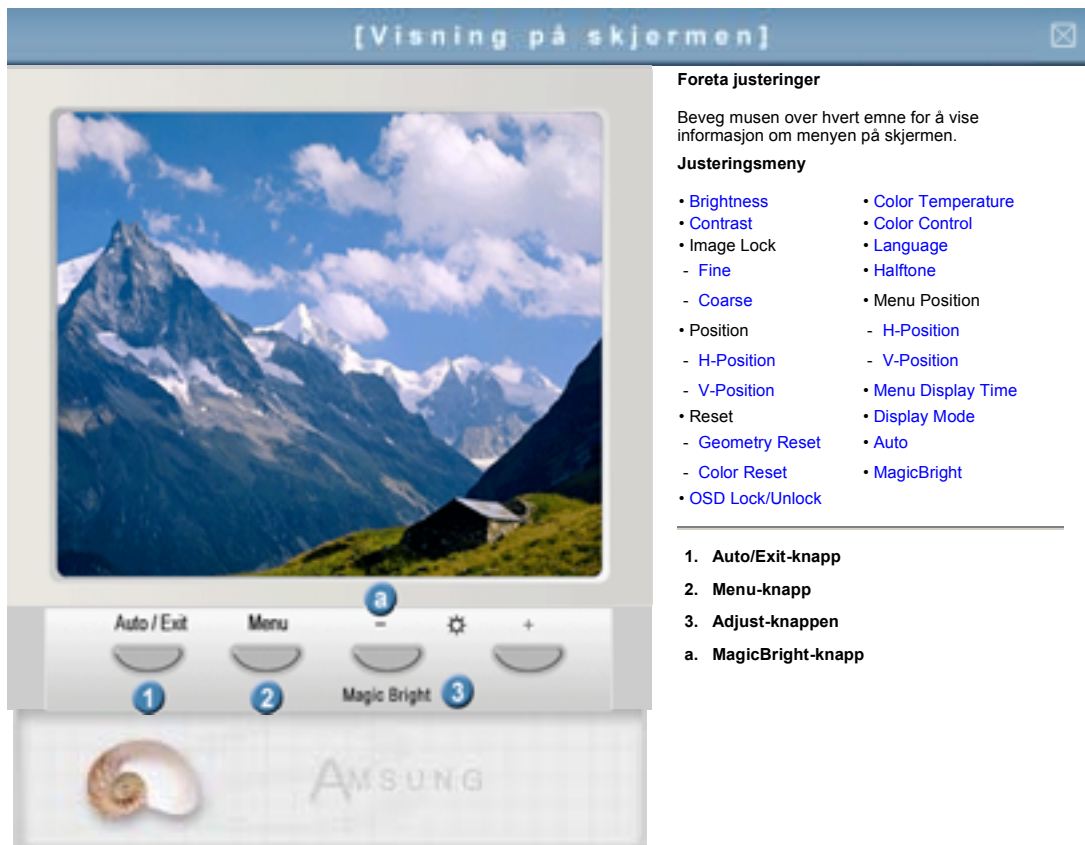 [Visning på skjermen]
Foreta justeringer
Beveg musen over hvert emne for å vise
informasjon om menyen på skjermen.
Justeringsmeny
• Brightness
• Contrast
• Image Lock
- Fine
- Coarse
• Position
- H-Position
- V-Position
• Reset
- Geometry Reset
- Color Reset
• OSD Lock/Unlock
• Color Temperature
• Color Control
• Language
• Halftone
• Menu Position
- H-Position
- V-Position
• Menu Display Time
• Display Mode
• Auto
• MagicBright
1. Auto/Exit-knapp
2. Menu-knapp
3. Adjust-knappen
a. MagicBright-knapp
a
Auto / Exit Menu - +
1 2 Magic Bright 3
AMSUNG